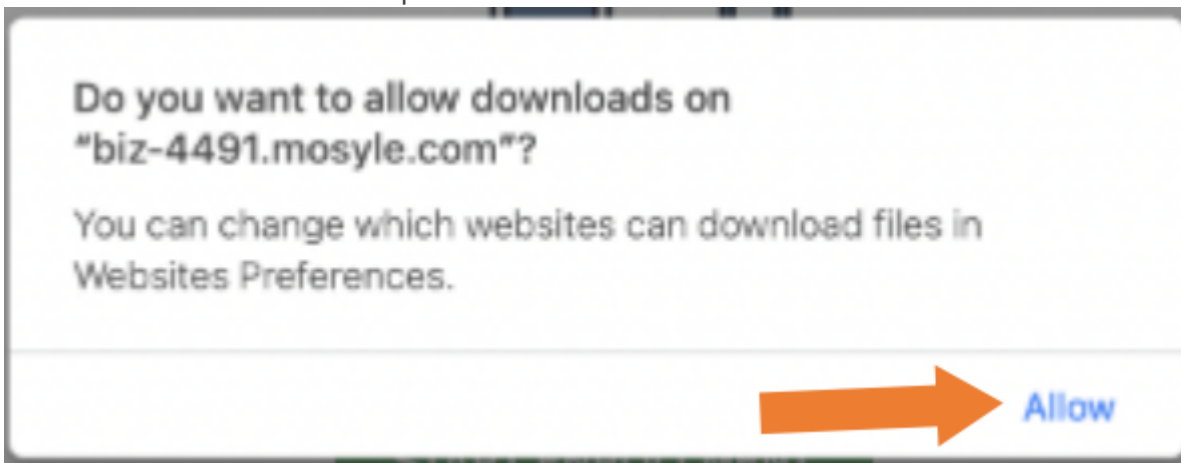 Do you want to allow downloads on
“biz-4491.mosyle.com”?
You can change which websites can download files in
Websites Preferences.
Allow